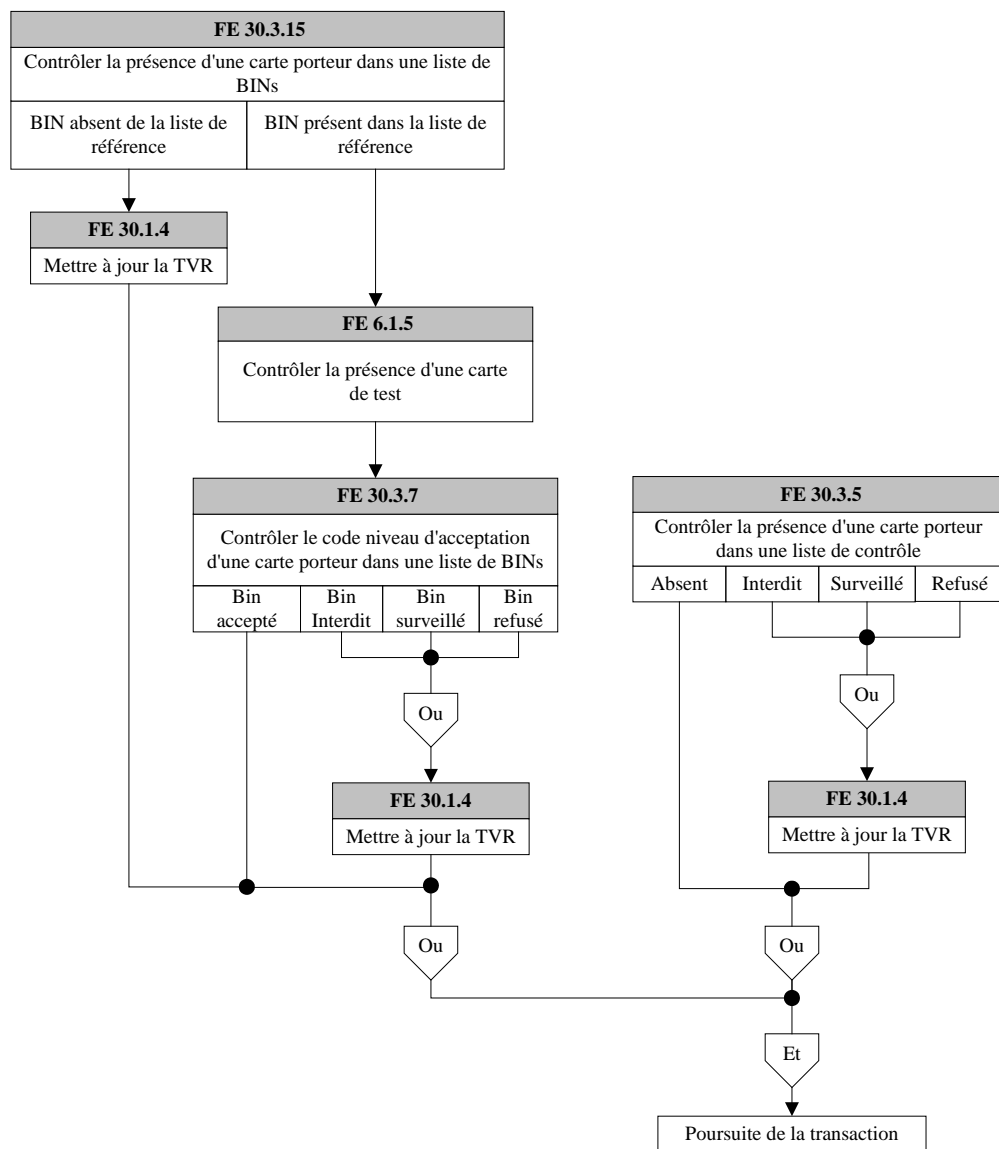 FE 30.3.15
Contrôler la présence d'une carte porteur dans une liste de
BINs
BIN absent de la liste de
référence
BIN présent dans la liste de
référence
FE 30.1.4
Mettre à jour la TVR
FE 6.1.5
Contrôler la présence d'une carte
de test
FE 30.3.7
Contrôler le code niveau d'acceptation
d'une carte porteur dans une liste de BINs
Bin
accepté
Bin
Interdit
Bin
surveillé
Bin
refusé
FE 30.3.5
Contrôler la présence d'une carte porteur
dans une liste de contrôle
Absent
Interdit
Surveillé
Refusé
Ou
Ou
FE 30.1.4
Mettre à jour la TVR
FE 30.1.4
Mettre à jour la TVR
Ou
Ou
Et
Poursuite de la transaction